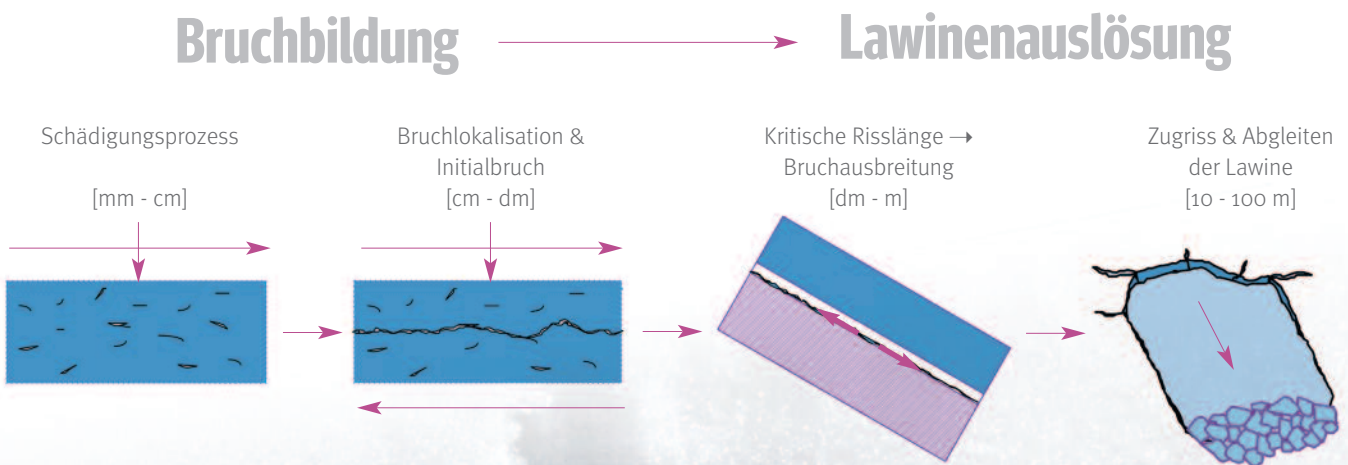 Bruchbildung
Lawinenauslösung
Schädigungsprozess
[mm - cm]
Bruchlokalisation &
Initialbruch
[cm - dm]
Kritische Risslänge →
Bruchausbreitung
[dm - m]
Zugriss & Abgleiten
der Lawine
[10 - 100 m]